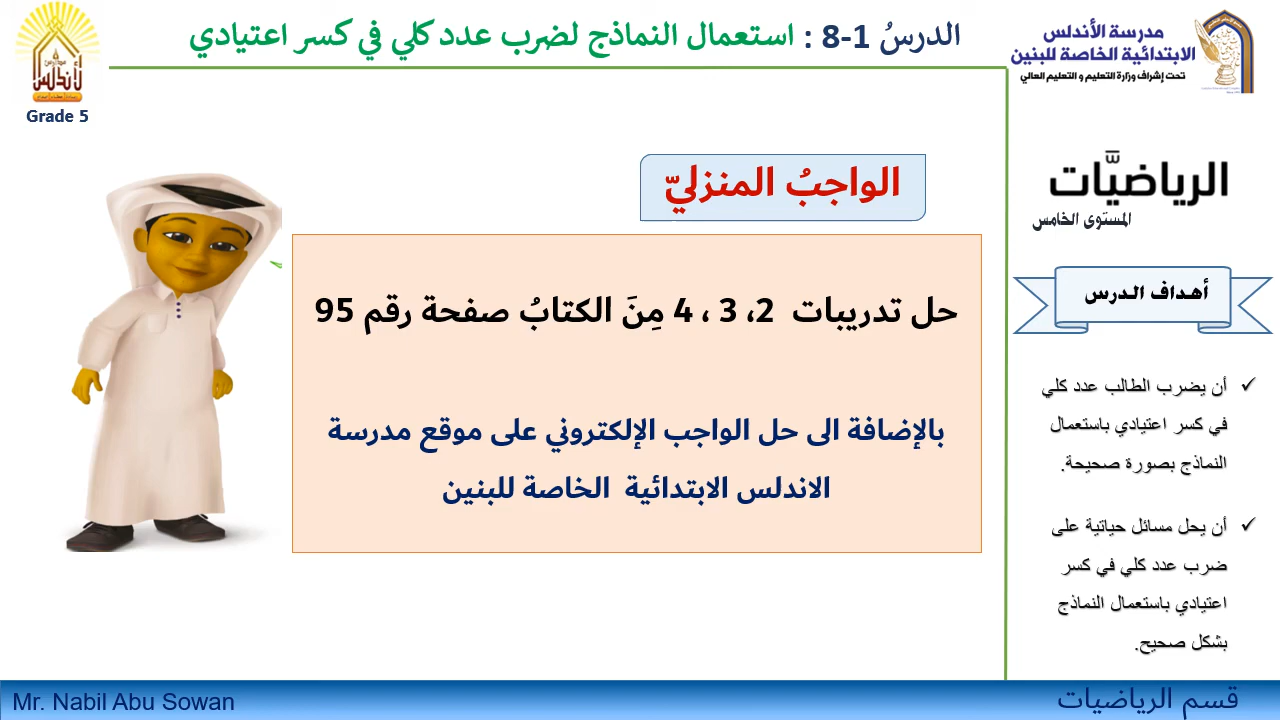 الدرسُ 1-8 : استعمال النماذج لضرب عدد كلي في كسر اعتيادي
مدرسة الأندلس
الابتدائية الخاصة للبنين
تحت إشراف وزارة التعليم و التعليم العالي
Grade 5
الرياضيَّات
المستوى الخامس
أهداف الدرس
أن يضرب الطالب عدد كلي
في كسر اعتيادي باستعمال
النماذج بصورة صحيحة.
أن يحل مسائل حياتية على
ضرب عدد كلي في كسر
اعتيادي باستعمال النماذج
بشكل صحيح.
الواجبُ المنزليّ
حل تدريبات 2، 3 ، 4 مِنَ الكتابُ صفحة رقم 95
بالإضافة الى حل الواجب الإلكتروني على موقع مدرسة
الاندلس الابتدائية الخاصة للبنين
Mr. Nabil Abu Sowan
قسم الرياضيات